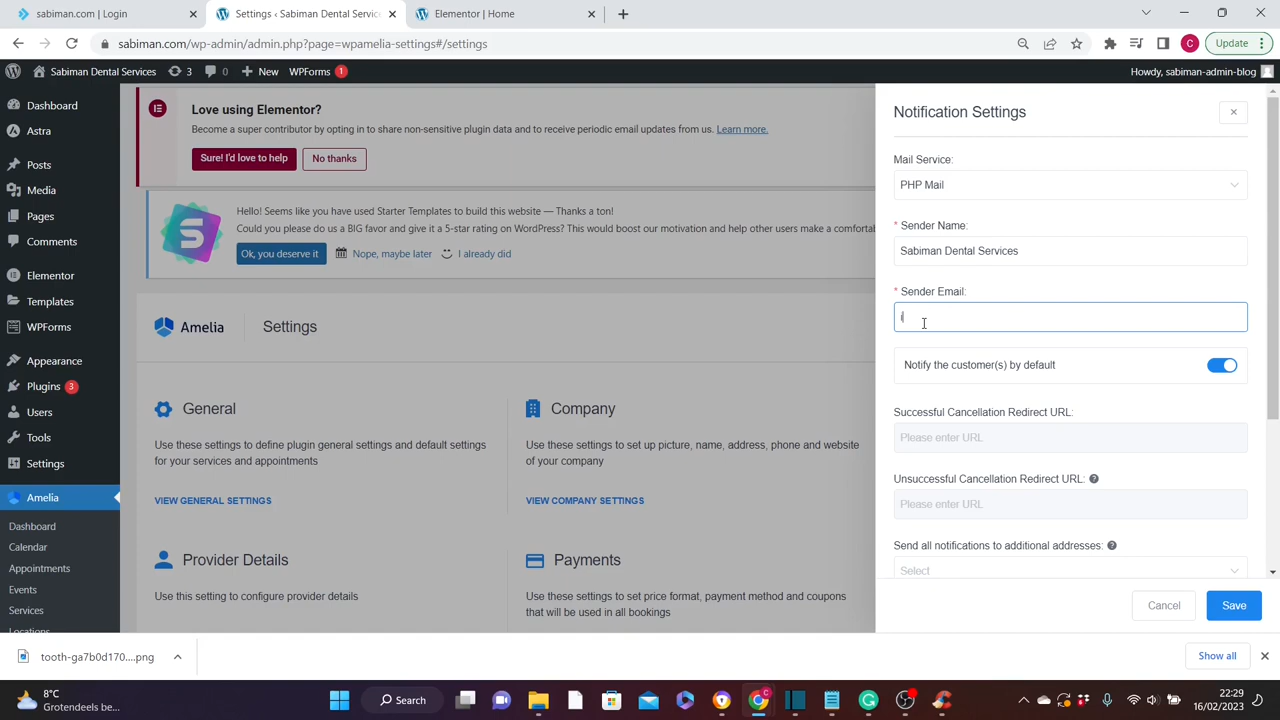 sabiman.com | Login
Settings ‹ Sabiman Dental Service
Elementor | Home
sabiman.com/wp-admin/admin.php?page=wpamelia-settings#/settings
C
Update
Sabiman Dental Services
3
0
New
WPForms
1
Howdy, sabiman-admin-blog
Dashboard
Astra
Posts
Media
Pages
Comments
Elementor
Templates
WPForms
Appearance
Plugins 3
Users
Tools
Settings
Amelia
Dashboard
Calendar
Appointments
Events
Services
Locations
Love using Elementor?
Become a super contributor by opting in to share non-sensitive plugin data and to receive periodic email updates from us. Learn more.
Sure! I'd love to help
No thanks
Hello! Seems like you have used Starter Templates to build this website — Thanks a ton!
Could you please do us a BIG favor and give it a 5-star rating on WordPress? This would boost our motivation and help other users make a comfortab
Ok, you deserve it
Nope, maybe later
I already did
Amelia
Settings
General
Use these settings to define plugin general settings and default settings
for your services and appointments
VIEW GENERAL SETTINGS
Company
Use these settings to set up picture, name, address, phone and website
of your company
VIEW COMPANY SETTINGS
Provider Details
Use this setting to configure provider details
Payments
Use these settings to set price format, payment method and coupons
that will be used in all bookings
Notification Settings
Mail Service:
PHP Mail
* Sender Name:
Sabiman Dental Services
* Sender Email:
i
Notify the customer(s) by default
Successful Cancellation Redirect URL:
Please enter URL
Unsuccessful Cancellation Redirect URL:
Please enter URL
Send all notifications to additional addresses:
Select
Cancel
Save
tooth-ga7b0d170....png
Show all
8°C
Grotendeels be...
Search
22:29
16/02/2023